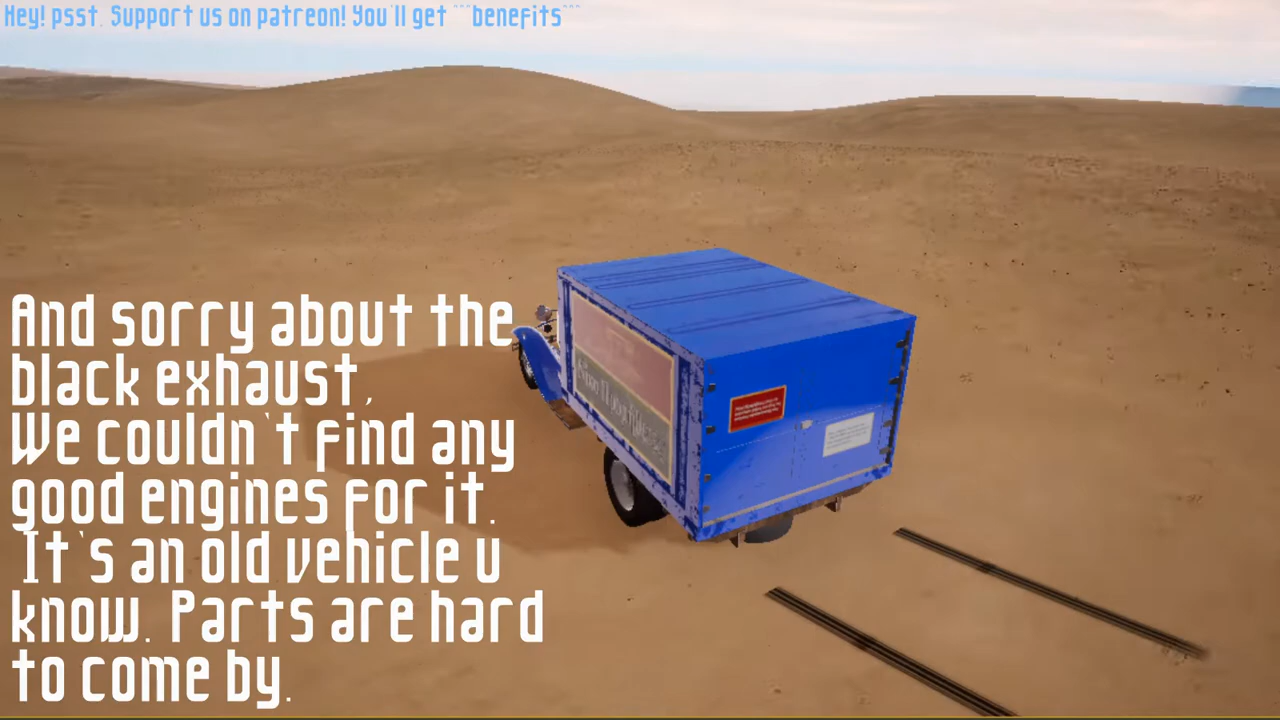 Hey! psst. Support us on patreon! You'll get ```benefits```
And sorry about the
black exhaust,
We couldn't find any
good engines for it.
It's an old vehicle u
know. Parts are hard
to come by.